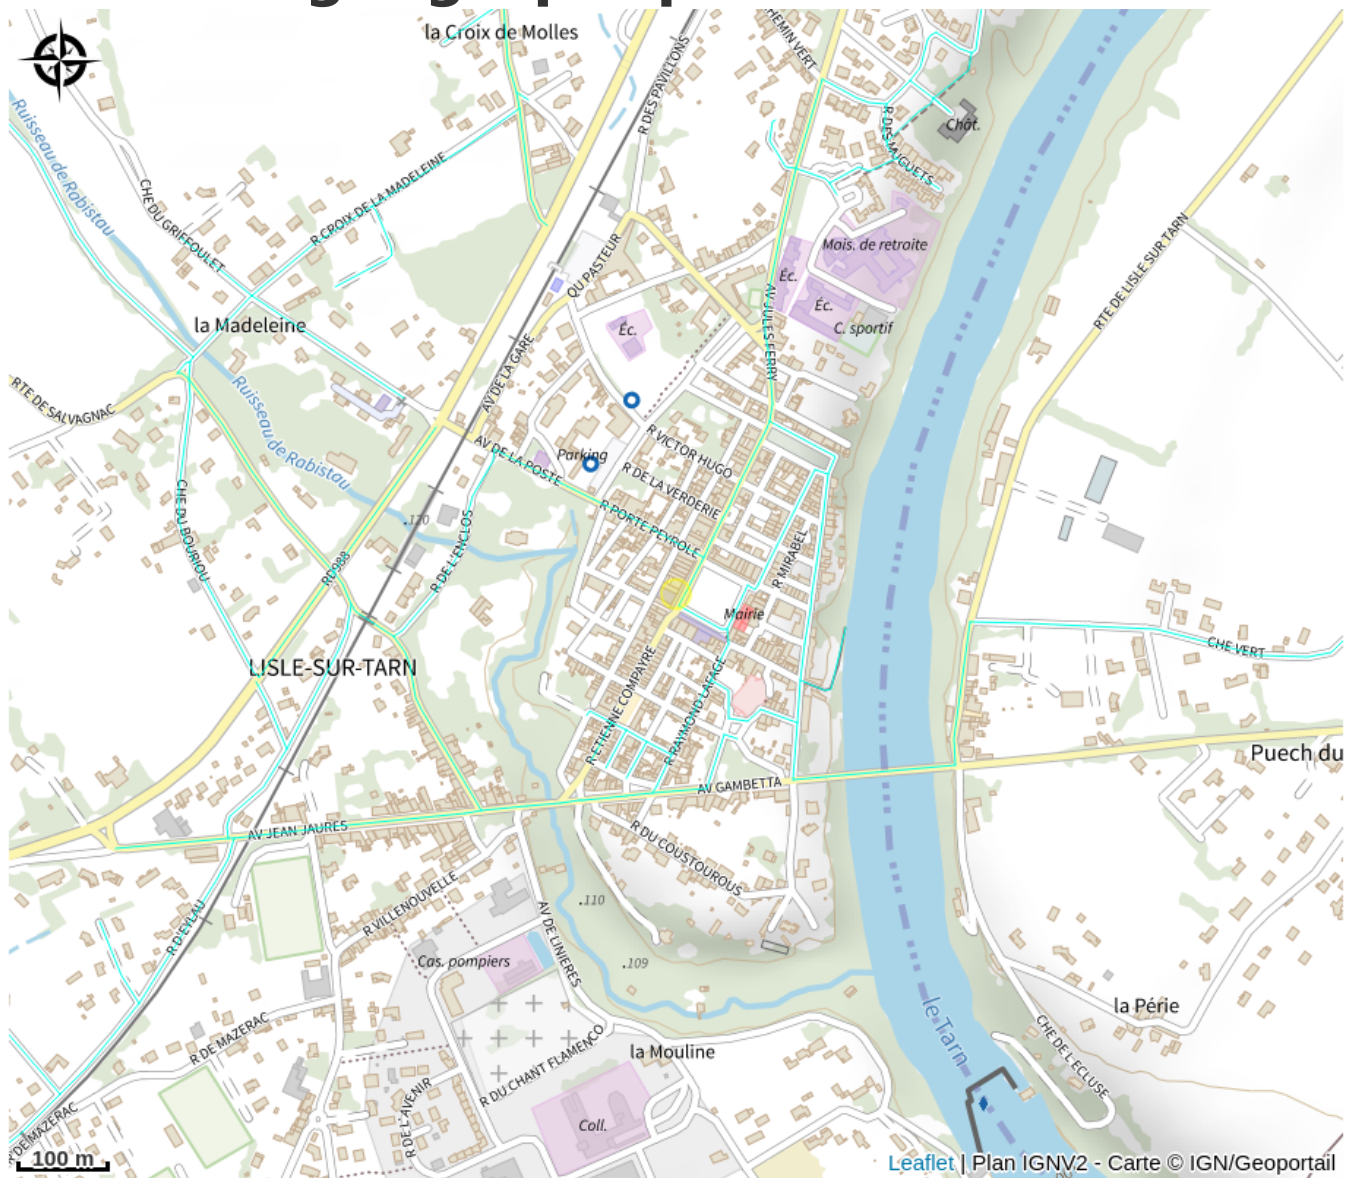 la Croix de Molles
CHEMIN VERT
R DES PAVILLONS
Ruisseau de Rabistau
Chât.
R DES MUGUETS
R CROIX DE LA MADELEINE
CHE DU GRIFFOULET
Mais. de retraite
QU PASTEUR
Éc.
RTE DE LISLE SUR TARN
Éc.
la Madeleine
Éc.
C. sportif
AV JULES FERRY
AV DE LA GARE
RTE DE SALVAGNAC
Ruisseau de Rabistau
R VICTOR HUGO
AV DE LA POSTE
Parking
R DE LA VERDERIE
CHE DU BOURIOU
.120
R PORTE PEYROLE
R DE L'ENCLOS
R MIRABEL
RD988
Mairie
CHE VERT
LISLE-SUR-TARN
R ETIENNE COMPAYRE
R RAYMOND LAFAGE
Puech du
AV GAMBETTA
AV JEAN JAURES
R DU COUSTOUROUS
R VILLENOUVELLE
.110
R D'EYLAU
AV DE LINIERES
Cas. pompiers
.109
la Périe
le Tarn
R DE MAZERAC
CHE DE L'ECLUSE
la Mouline
R DU CHANT FLAMENCO
R DE L'AVENIR
Coll.
R DE MAZERAC
100 m
Leaflet | Plan IGNV2 - Carte © IGN/Geoportail